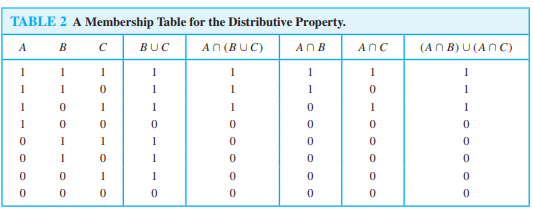 TABLE 2 A Membership Table for the Distributive Property.
A B C B ∪ C A ∩ (B ∪ C) A ∩ B A ∩ C (A ∩ B) ∪ (A ∩ C)
1 1 1 1 1 1 1 1
1 1 0 1 1 1 0 1
1 0 1 1 1 0 1 1
1 0 0 0 0 0 0 0
0 1 1 1 0 0 0 0
0 1 0 1 0 0 0 0
0 0 1 1 0 0 0 0
0 0 0 0 0 0 0 0